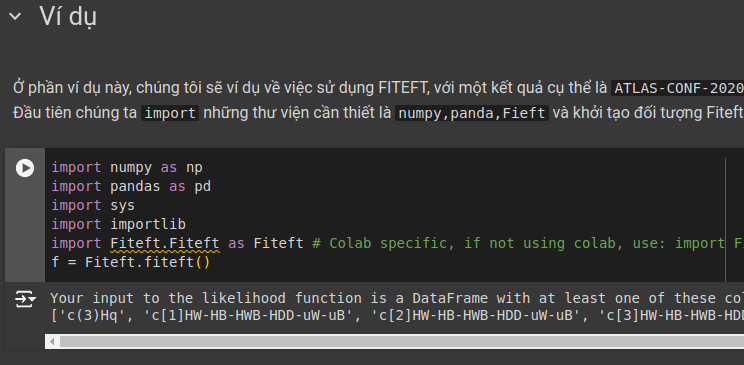 Ví dụ
Ở phần ví dụ này, chúng tôi sẽ ví dụ về việc sử dụng FITEFT, với một kết quả cụ thể là ATLAS-CONF-2020
Đầu tiên chúng ta import những thư viện cần thiết là numpy,panda,Fieft và khởi tạo đối tượng Fiteft
import numpy as np
import pandas as pd
import sys
import importlib
import Fiteft.Fiteft as Fiteft # Colab specific, if not using colab, use: import Fi
f = Fiteft.fiteft()
Your input to the likelihood function is a DataFrame with at least one of these col
['c(3)Hq', 'c[1]HW-HB-HWB-HDD-uW-uB', 'c[2]HW-HB-HWB-HDD-uW-uB', 'c[3]HW-HB-HWB-HDD